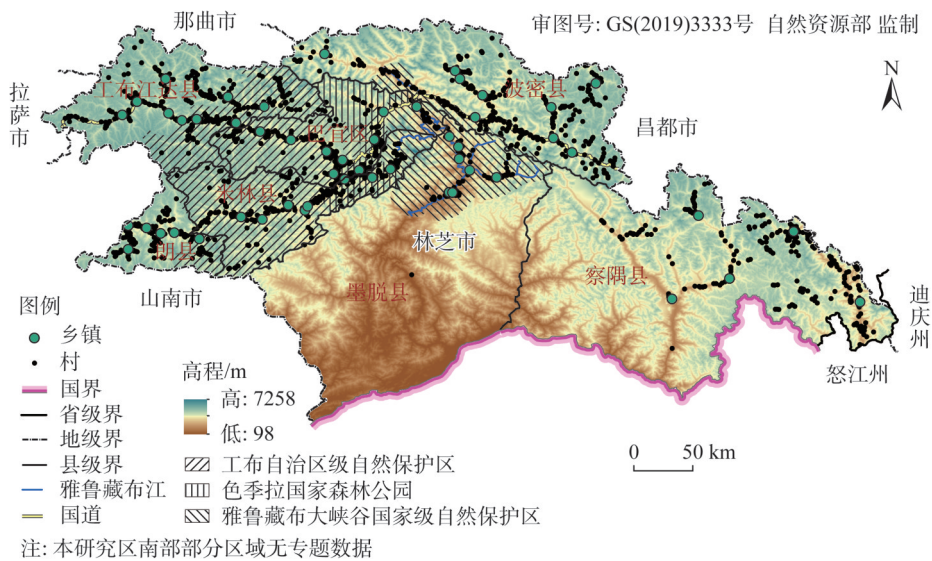 那曲市
审图号: GS(2019)3333号 自然资源部 监制
拉萨市
工布江达县
波密县
N
巴宜区
昌都市
米林县
林芝市
朗县
察隅县
山南市
墨脱县
迪庆州
怒江州
图例
乡镇
村
国界
省级界
地级界
县级界
雅鲁藏布江
国道
高程/m
高: 7258
低: 98
工布自治区级自然保护区
色季拉国家森林公园
雅鲁藏布大峡谷国家级自然保护区
0 50 km
注: 本研究区南部部分区域无专题数据